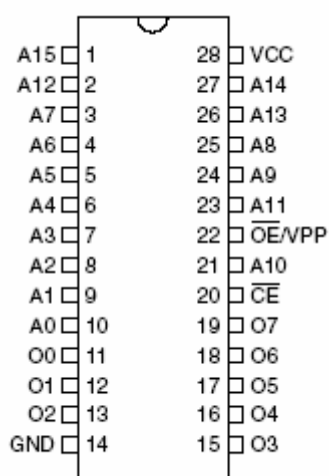 A15 1 28 VCC
A12 2 27 A14
A7 3 26 A13
A6 4 25 A8
A5 5 24 A9
A4 6 23 A11
A3 7 22 O̅E̅/VPP
A2 8 21 A10
A1 9 20 C̅E̅
A0 10 19 O7
O0 11 18 O6
O1 12 17 O5
O2 13 16 O4
GND 14 15 O3